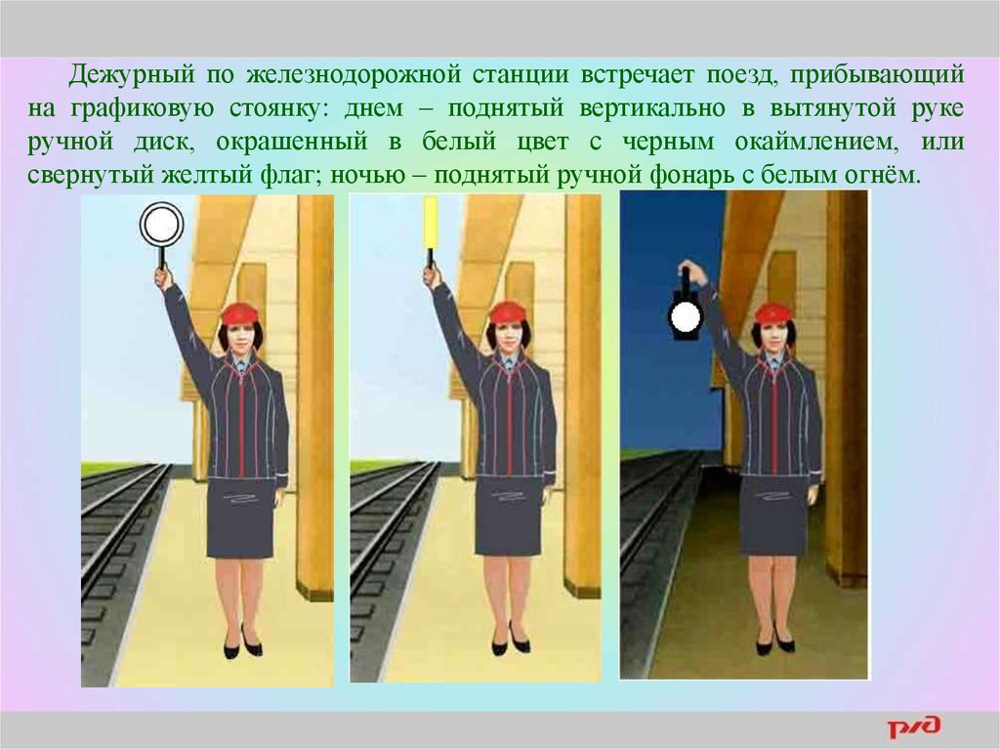 Дежурный по железнодорожной станции встречает поезд, прибывающий
на графиковую стоянку: днем – поднятый вертикально в вытянутой руке
ручной диск, окрашенный в белый цвет с черным окаймлением, или
свернутый желтый флаг; ночью – поднятый ручной фонарь с белым огнём.
ржд